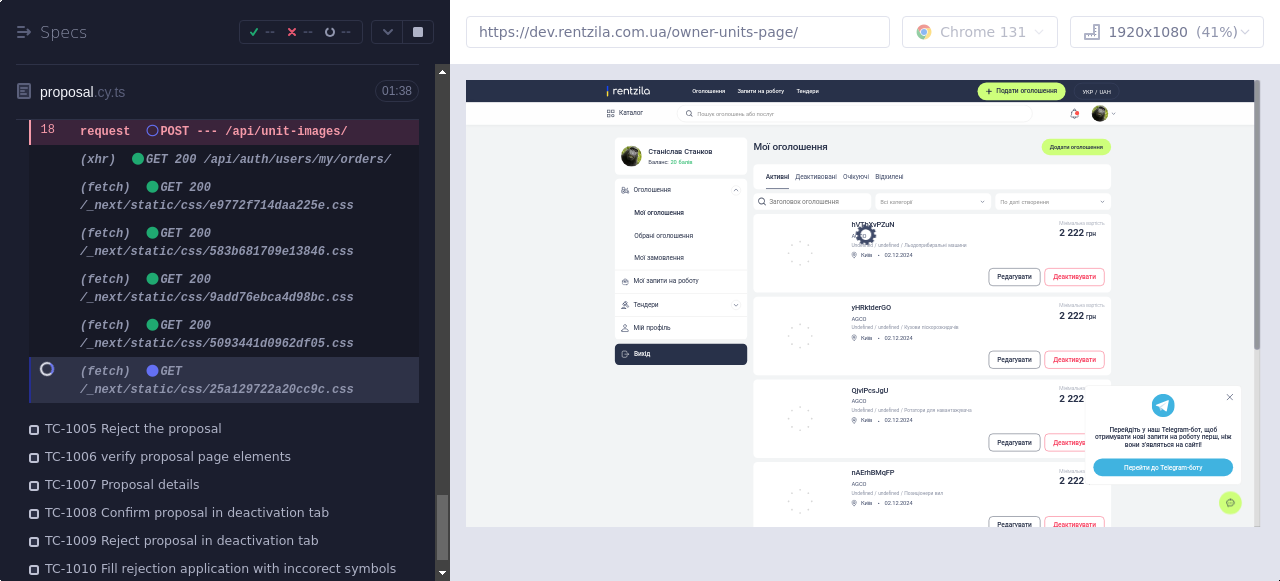 Specs
--
--
--
https://dev.rentzila.com.ua/owner-units-page/
Chrome 131
1920x1080 (41%)
proposal.cy.ts
01:38
18 request POST --- /api/unit-images/
(xhr) GET 200 /api/auth/users/my/orders/
(fetch) GET 200
/_next/static/css/e9772f714daa225e.css
(fetch) GET 200
/_next/static/css/583b681709e13846.css
(fetch) GET 200
/_next/static/css/9add76ebca4d98bc.css
(fetch) GET 200
/_next/static/css/5093441d0962df05.css
(fetch) GET
/_next/static/css/25a129722a20cc9c.css
TC-1005 Reject the proposal
TC-1006 verify proposal page elements
TC-1007 Proposal details
TC-1008 Confirm proposal in deactivation tab
TC-1009 Reject proposal in deactivation tab
TC-1010 Fill rejection application with inccorect symbols
rentzila
Оголошення Запити на роботу Тендери
Подати оголошення
УКР / UAH
Каталог
Пошук оголошень або послуг
Станіслав Станков
Баланс: 20 балів
Оголошення
Мої оголошення
Обрані оголошення
Мої замовлення
Мої запити на роботу
Тендери
Мій профіль
Вихід
Мої оголошення
Додати оголошення
Активні Деактивовані Очікуючі Відхилені
Заголовок оголошення
Всі категорії
По даті створення
Мінімальна вартість
2 222 грн
Undefined / undefined / Льодоприбиральні машини
Київ • 02.12.2024
Редагувати Деактивувати
yHRktderGO
Мінімальна вартість
2 222 грн
AGCO
Undefined / undefined / Кузова піскорозкидачів
Київ • 02.12.2024
Редагувати Деактивувати
QjviPcsJgU
2 222
AGCO
Undefined / undefined / Ротатори для навантажувача
Київ • 02.12.2024
Редагувати
nAErhBMqFP
2 222
AGCO
Undefined / undefined / Позиціонери вил
Київ • 02.12.2024
Редагувати Деактивувати
Перейдіть у наш Telegram-бот, щоб
отримувати нові запити на роботу перш, ніж
вони з'являться на сайті!
Перейти до Telegram-боту